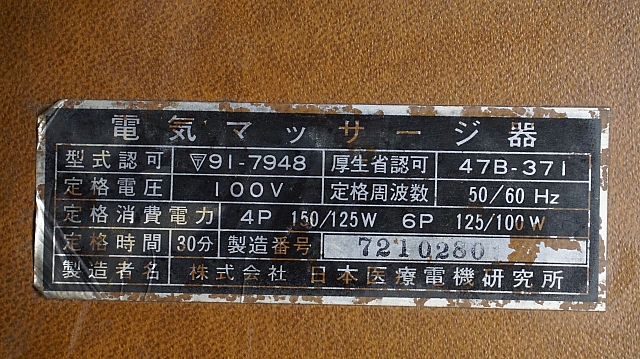 電気マッサージ器
型式認可 ▽91-7948 厚生省認可 47B-371
定格電圧 100V 定格周波数 50/60 Hz
定格消費電力 4P 150/125W 6P 125/100W
定格時間 30分 製造番号 7210280
製造者名 株式会社 日本医療電機研究所